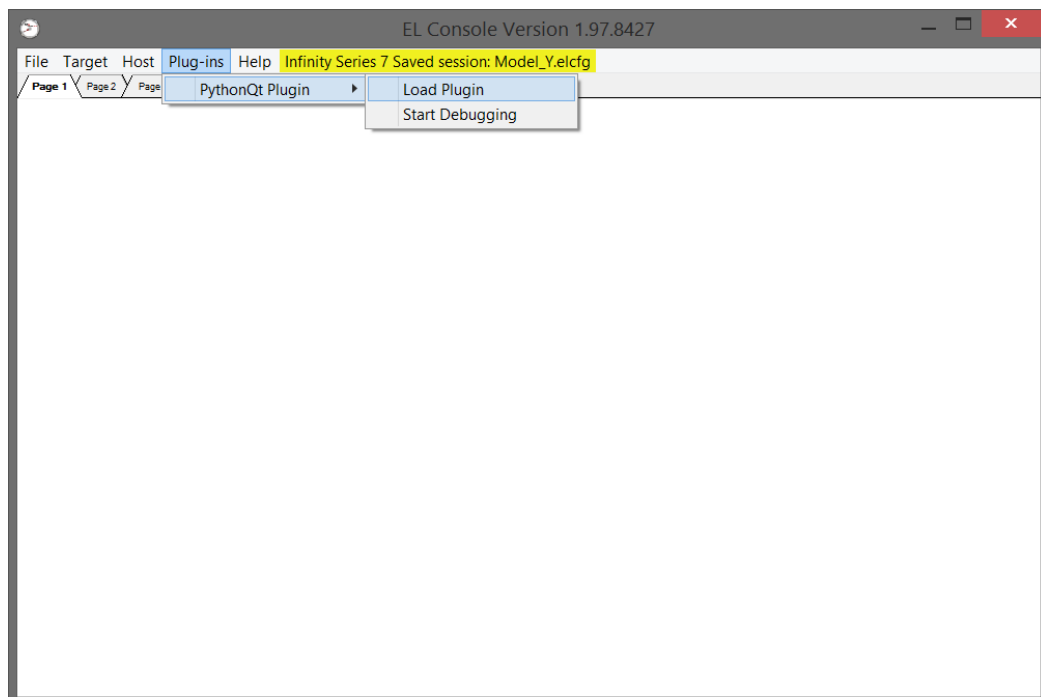 EL Console Version 1.97.8427
File Target Host Plug-ins Help Infinity Series 7 Saved session: Model_Y.elcfg
Page 1 Page 2 Page PythonQt Plugin Load Plugin
Start Debugging